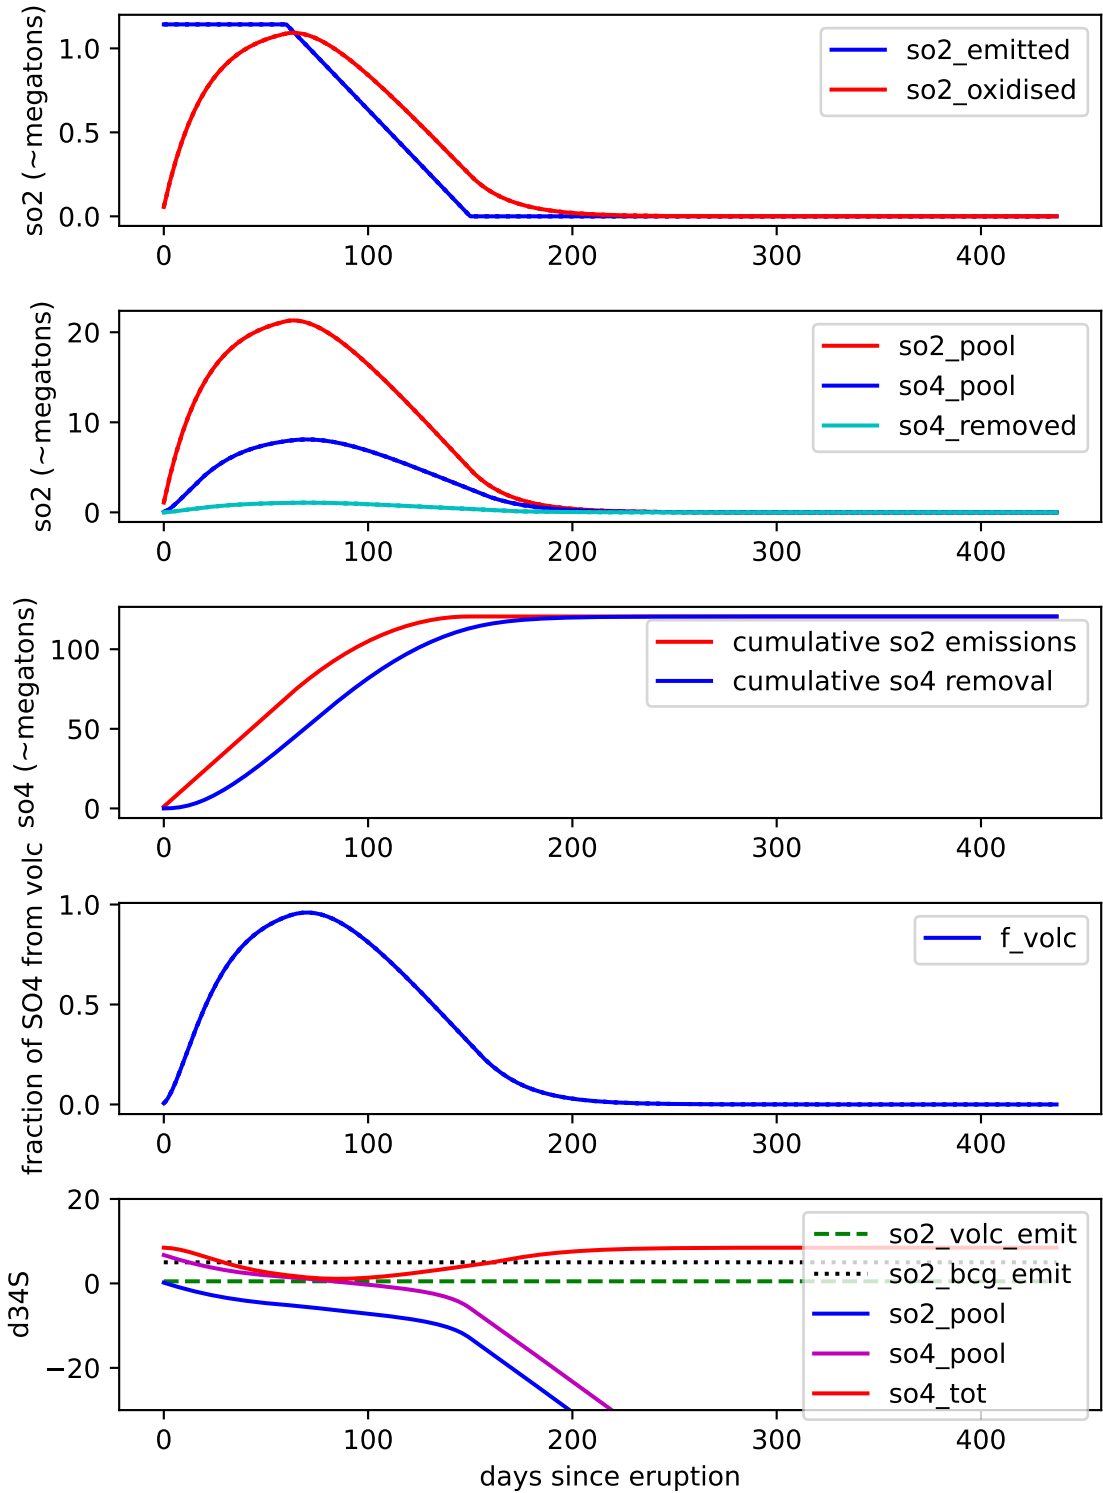 so2 (~megatons)
1.0
0.5
0.0
so2_emitted
so2_oxidised
0 100 200 300 400
so2 (~megatons)
20
10
0
so2_pool
so4_pool
so4_removed
0 100 200 300 400
so4 (~megatons)
100
50
0
cumulative so2 emissions
cumulative so4 removal
0 100 200 300 400
fraction of SO4 from volc
1.0
0.5
0.0
f_volc
0 100 200 300 400
d34S
20
0
−20
so2_volc_emit
so2_bcg_emit
so2_pool
so4_pool
so4_tot
0 100 200 300 400
days since eruption